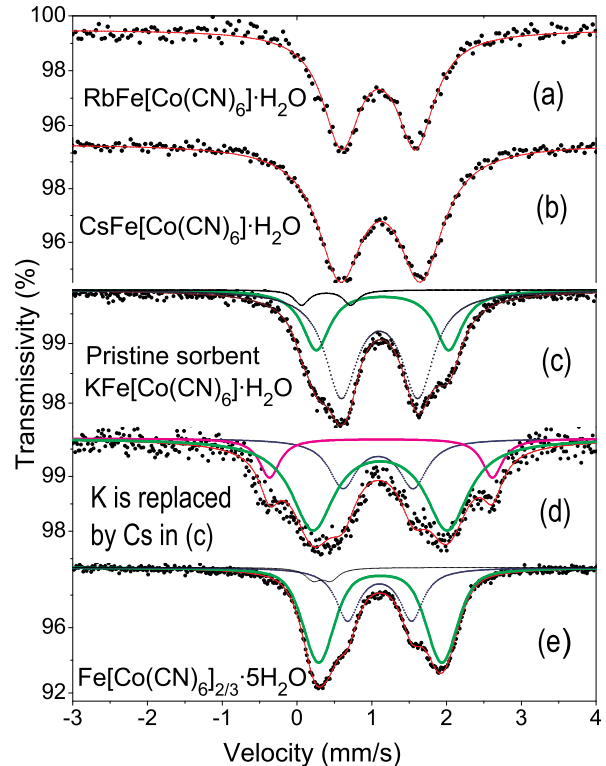 100
98
96
(a)
RbFe[Co(CN)₆]·H₂O
98
96
(b)
CsFe[Co(CN)₆]·H₂O
Transmissivity (%)
99
98
Pristine sorbent
KFe[Co(CN)₆]·H₂O
(c)
99
98
K is replaced
by Cs in (c)
(d)
96
92
(e)
Fe[Co(CN)₆]₂/₃·5H₂O
-3 -2 -1 0 1 2 3 4
Velocity (mm/s)